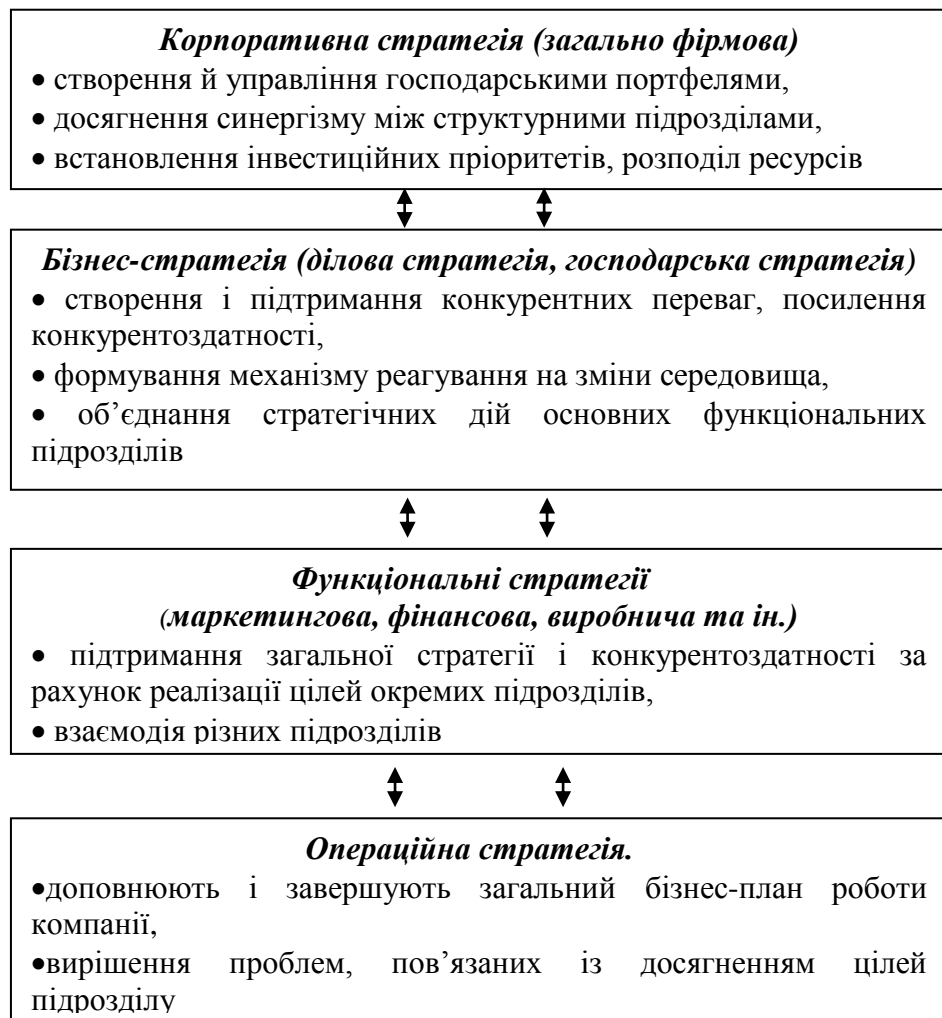 Корпоративна стратегія (загально фірмова)
• створення й управління господарськими портфелями,
• досягнення синергізму між структурними підрозділами,
• встановлення інвестиційних пріоритетів, розподіл ресурсів
Бізнес-стратегія (ділова стратегія, господарська стратегія)
• створення і підтримання конкурентних переваг, посилення
конкурентоздатності,
• формування механізму реагування на зміни середовища,
• об’єднання стратегічних дій основних функціональних
підрозділів
Функціональні стратегії
(маркетингова, фінансова, виробнича та ін.)
• підтримання загальної стратегії і конкурентоздатності за
рахунок реалізації цілей окремих підрозділів,
• взаємодія різних підрозділів
Операційна стратегія.
•доповнюють і завершують загальний бізнес-план роботи
компанії,
•вирішення проблем, пов’язаних із досягненням цілей
підрозділу